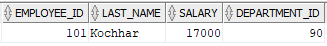 EMPLOYEE_ID LAST_NAME SALARY DEPARTMENT_ID
101 Kochhar 17000 90